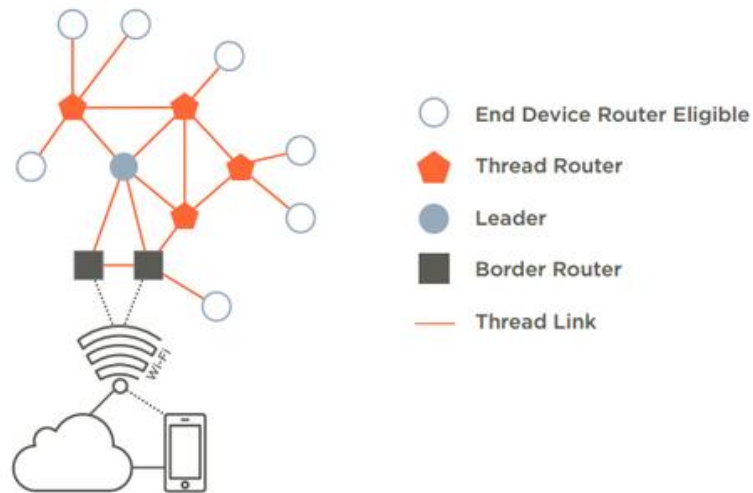 End Device Router Eligible
Thread Router
Leader
Border Router
Thread Link
Wi-Fi